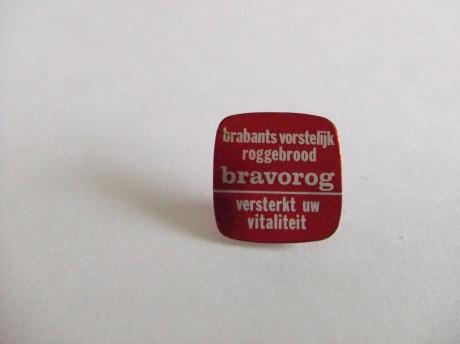 brabants vorstelijk
roggebrood
bravorog
versterkt uw
vitaliteit